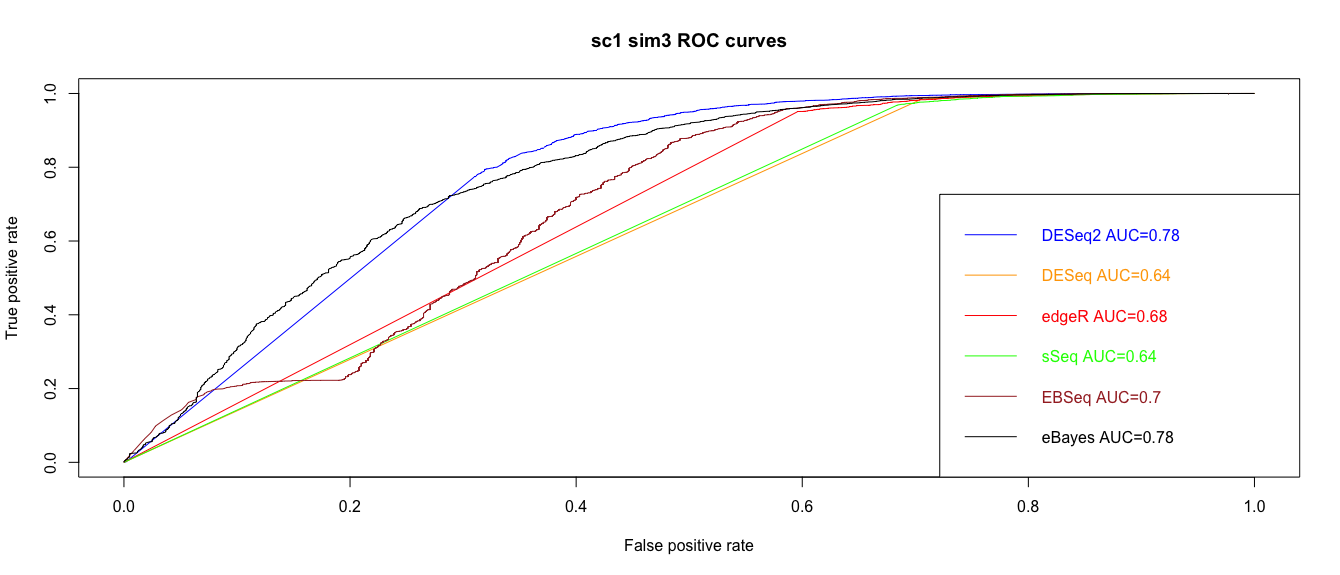 sc1 sim3 ROC curves
True positive rate
1.0
0.8
0.6
0.4
0.2
0.0
DESeq2 AUC=0.78
DESeq AUC=0.64
edgeR AUC=0.68
sSeq AUC=0.64
EBSeq AUC=0.7
eBayes AUC=0.78
0.0 0.2 0.4 0.6 0.8 1.0
False positive rate